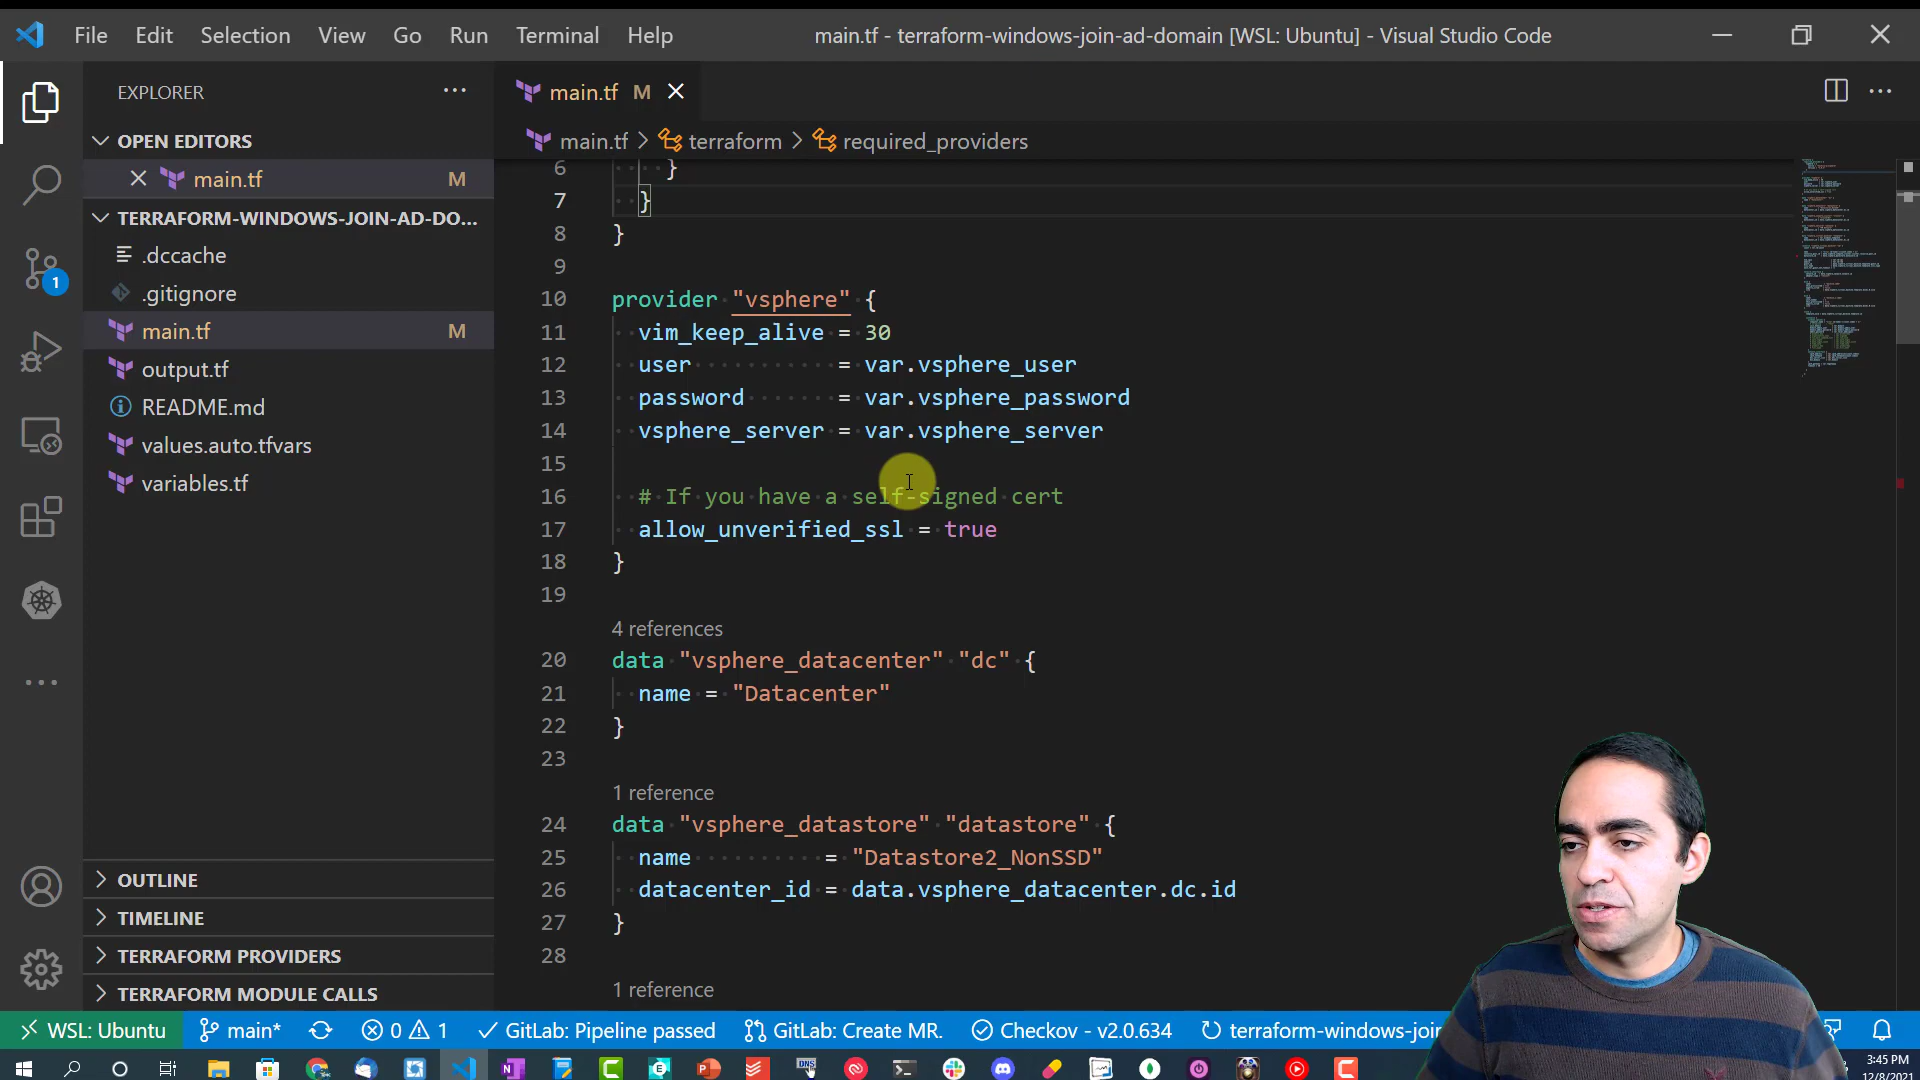 File Edit Selection View Go Run Terminal Help main.tf - terraform-windows-join-ad-domain [WSL: Ubuntu] - Visual Studio Code
EXPLORER
main.tf M
main.tf > terraform > required_providers
OPEN EDITORS
main.tf M
TERRAFORM-WINDOWS-JOIN-AD-DO...
.dccache
.gitignore
main.tf M
output.tf
README.md
values.auto.tfvars
variables.tf
OUTLINE
TIMELINE
TERRAFORM PROVIDERS
TERRAFORM MODULE CALLS
1
6 }
7 }
8 }
9
10 provider "vsphere" {
11 vim_keep_alive = 30
12 user = var.vsphere_user
13 password = var.vsphere_password
14 vsphere_server = var.vsphere_server
15
16 # If you have a self-signed cert
17 allow_unverified_ssl = true
18 }
19
4 references
20 data "vsphere_datacenter" "dc" {
21 name = "Datacenter"
22 }
23
1 reference
24 data "vsphere_datastore" "datastore" {
25 name = "Datastore2_NonSSD"
26 datacenter_id = data.vsphere_datacenter.dc.id
27 }
28
1 reference
WSL: Ubuntu main* 0 1 GitLab: Pipeline passed GitLab: Create MR. Checkov - v2.0.634 terraform-windows-join
3:45 PM
12/8/2021